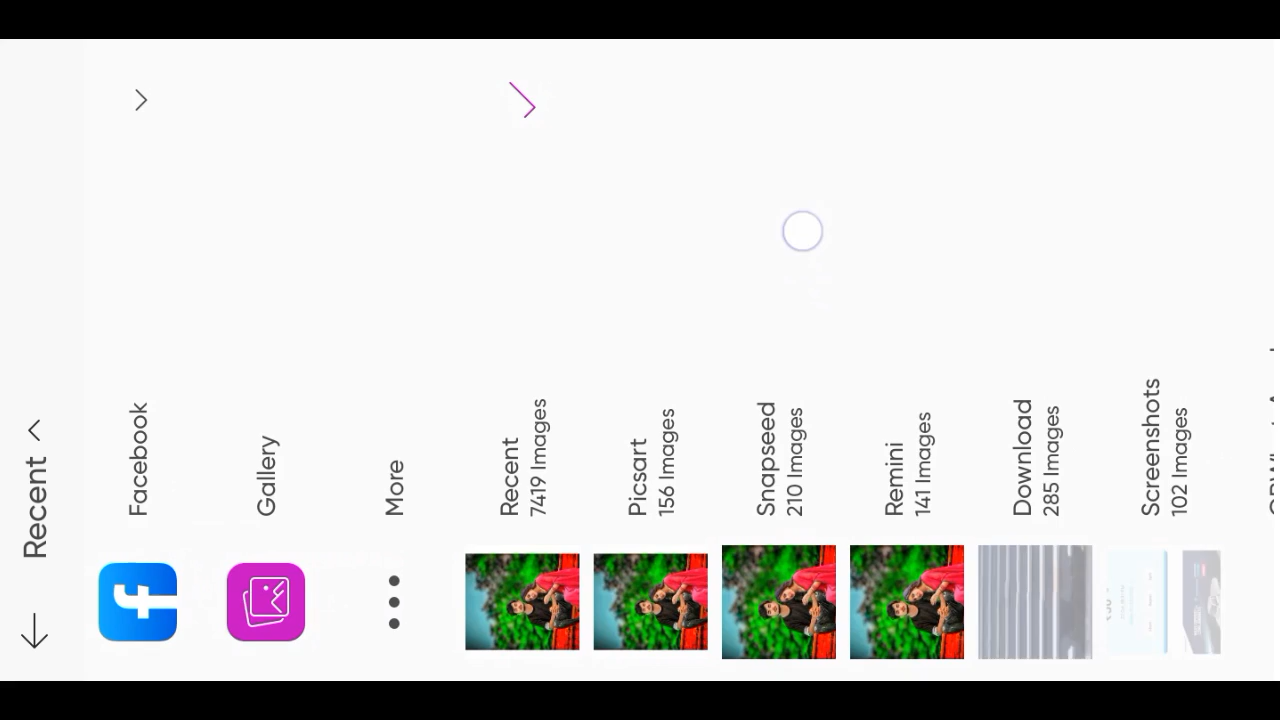 Recent
Facebook
Gallery
More
Recent
7419 Images
Picsart
156 Images
Snapseed
210 Images
Remini
141 Images
Download
285 Images
Screenshots
102 Images